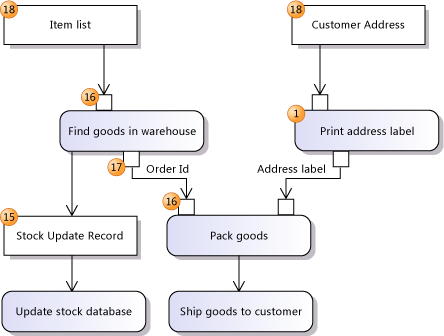 18
Item list
18
Customer Address
16
Find goods in warehouse
1
Print address label
17
Order Id
Address label
15
Stock Update Record
16
Pack goods
Update stock database
Ship goods to customer